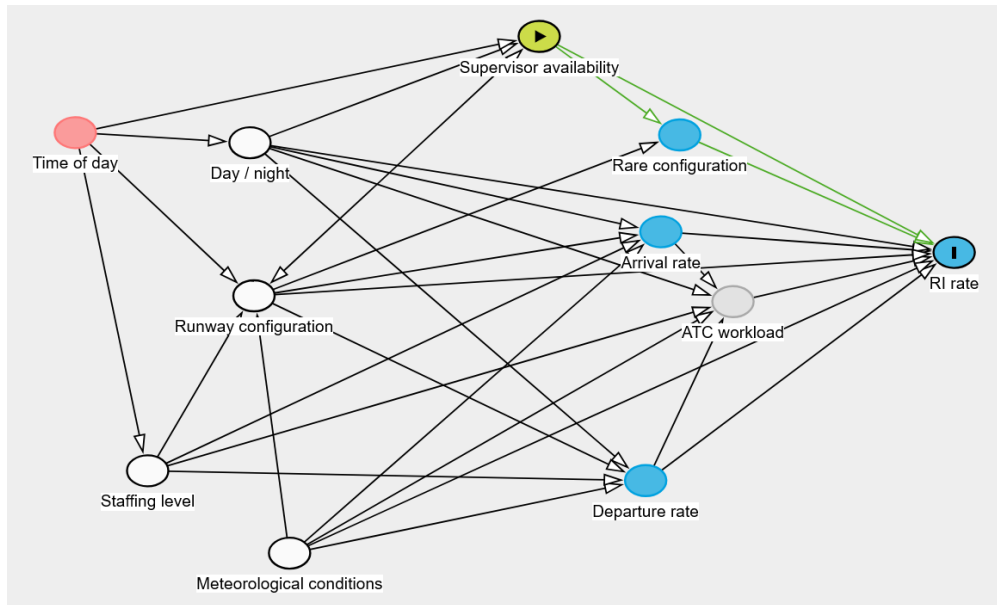 Supervisor availability
Time of day
Day / night
Rare configuration
Arrival rate
RI rate
Runway configuration
ATC workload
Staffing level
Departure rate
Meteorological conditions